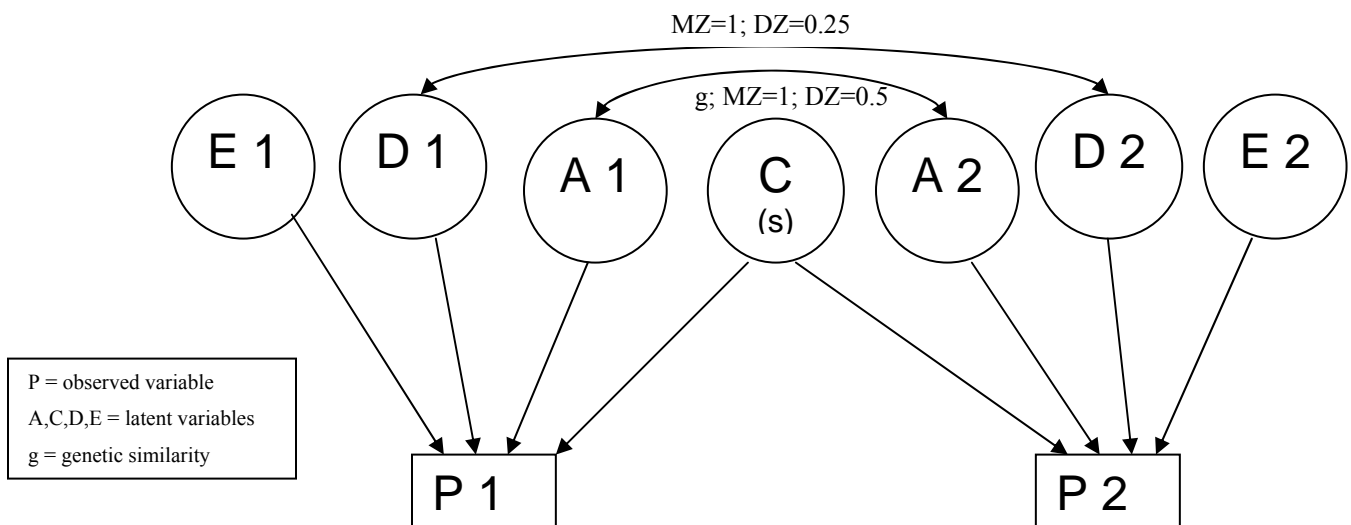 MZ=1; DZ=0.25
g; MZ=1; DZ=0.5
E 1
D 1
A 1
C
(s)
A 2
D 2
E 2
P = observed variable
A,C,D,E = latent variables
g = genetic similarity
P 1
P 2